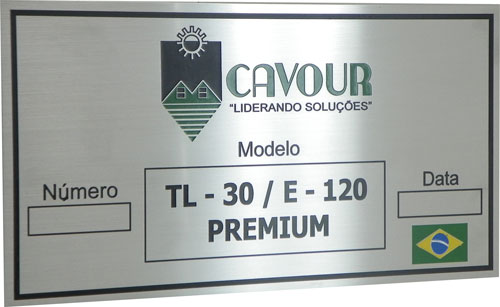 CAVOUR
"LIDERANDO SOLUÇÕES"
Modelo
Número
TL - 30 / E - 120
PREMIUM
Data